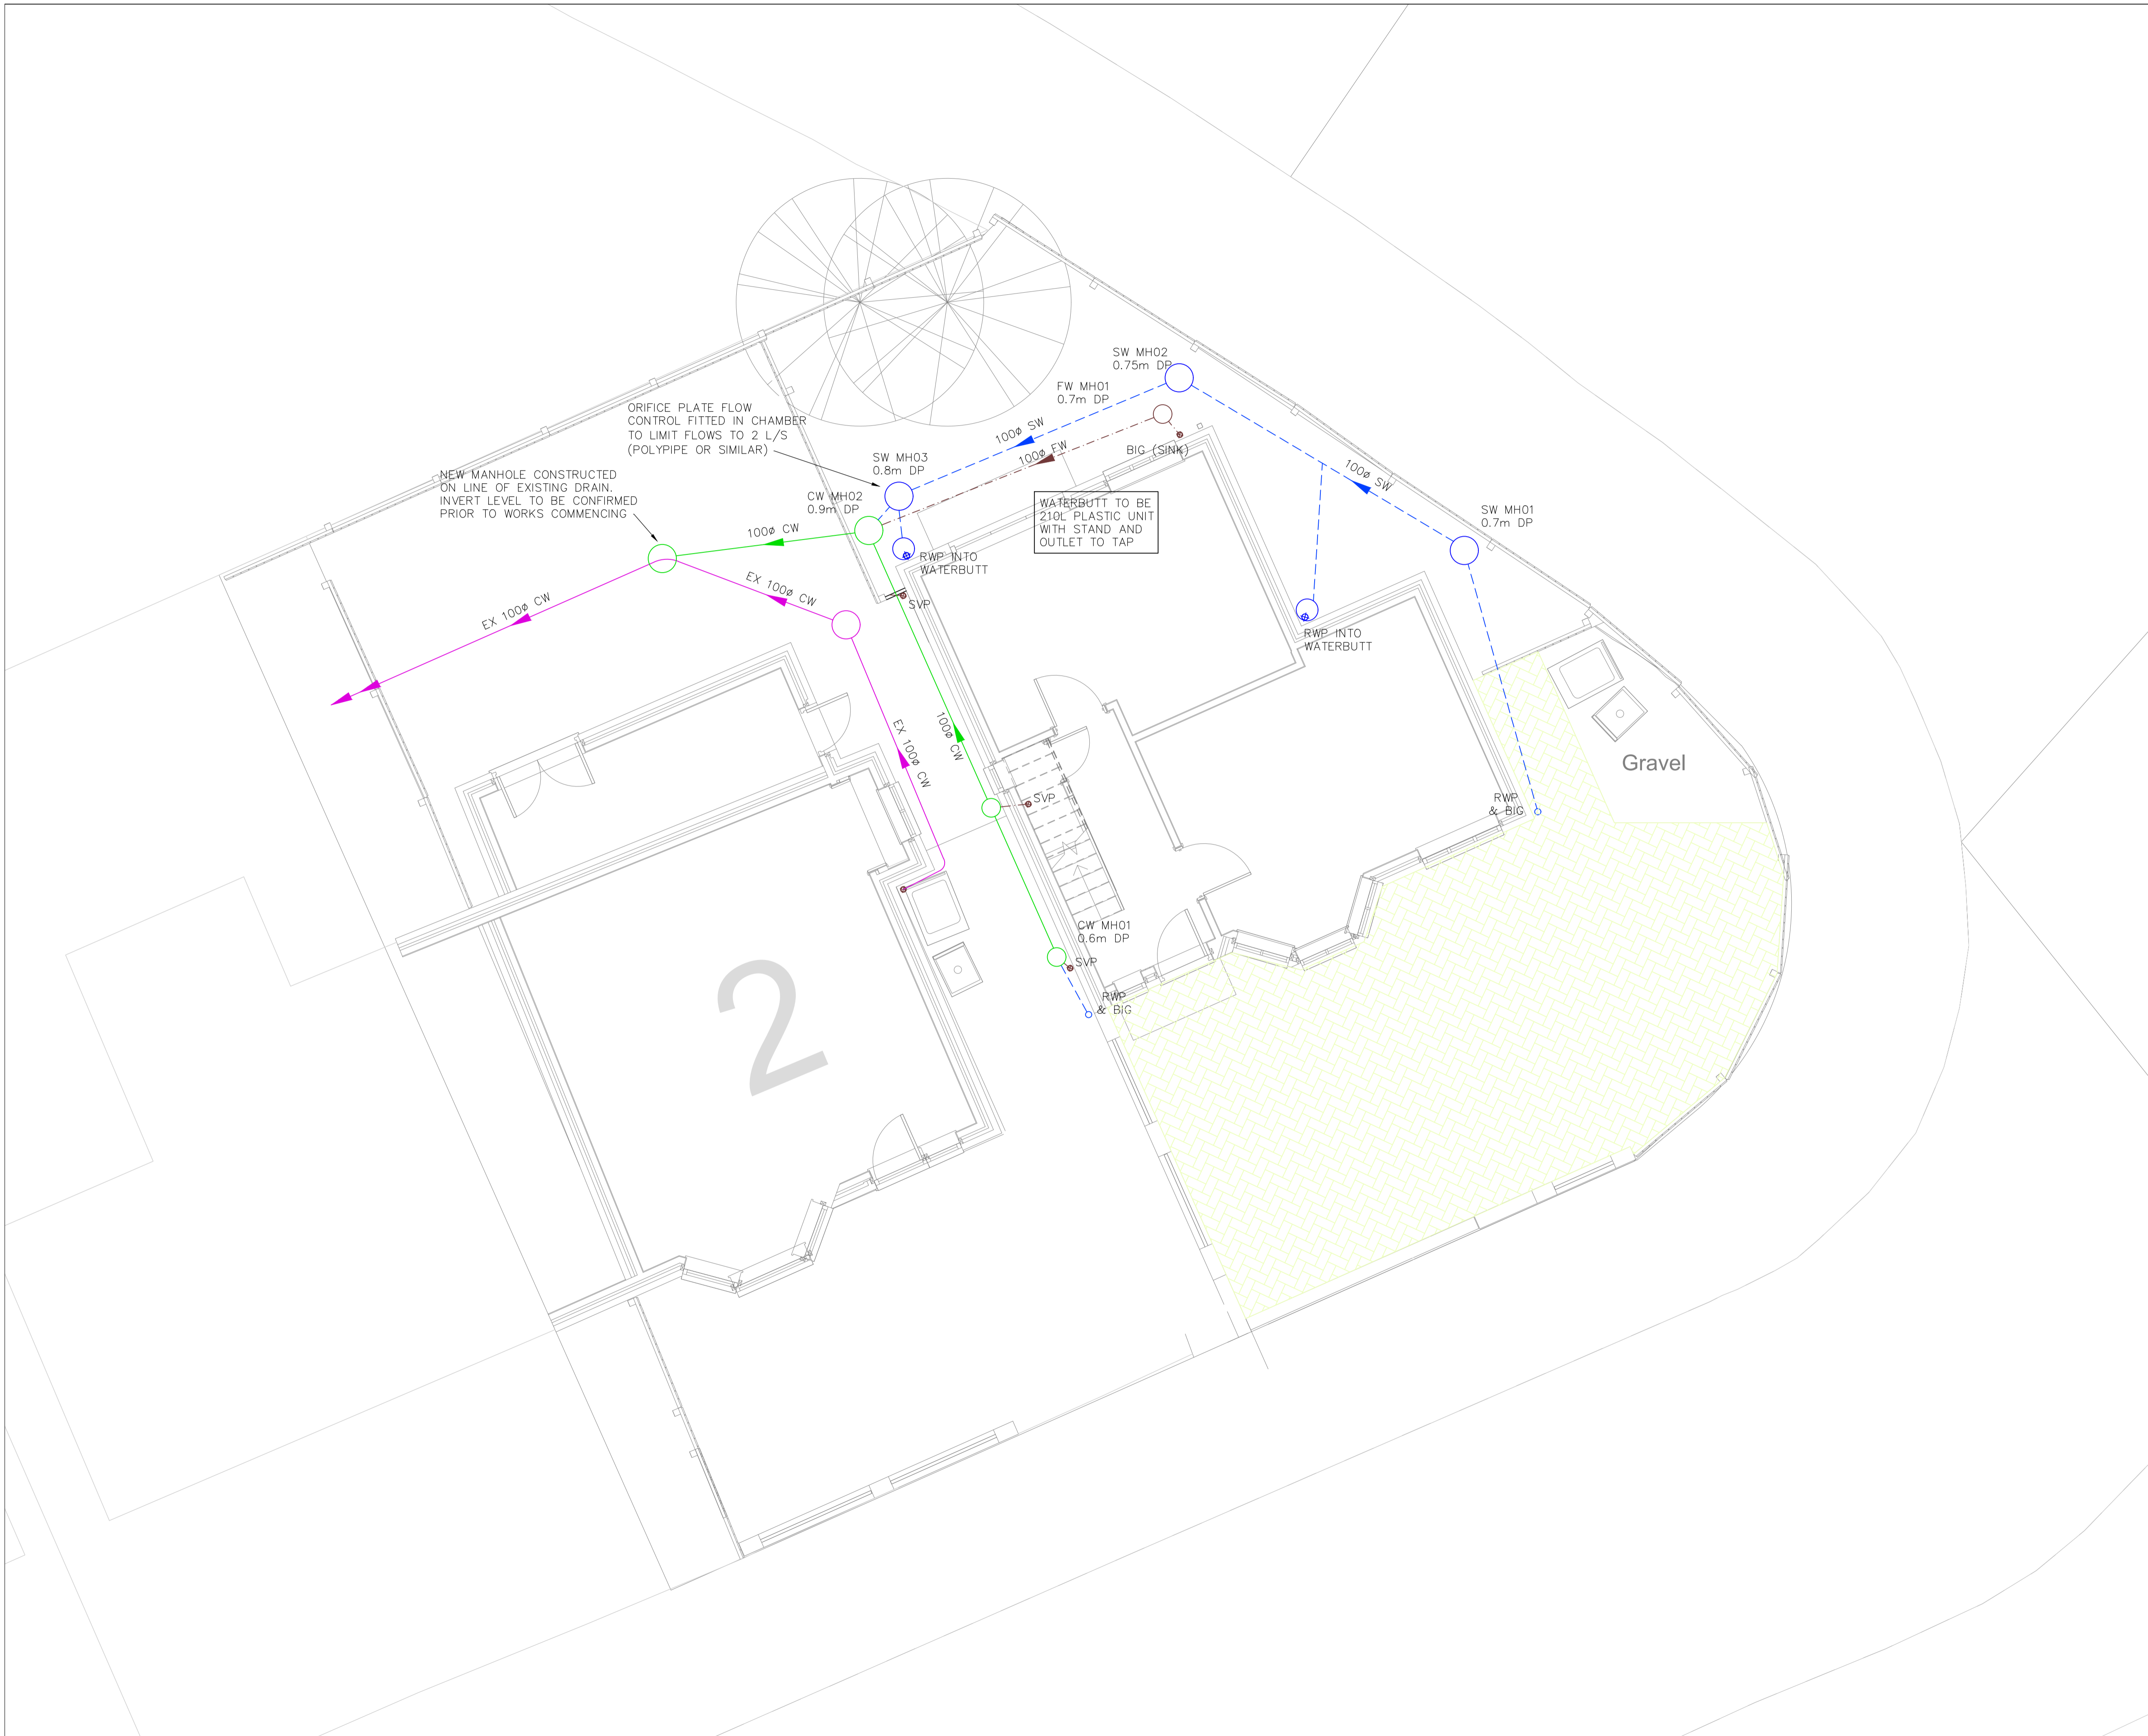 SW MH02
0.75m DP
FW MH01
0.7m DP
ORIFICE PLATE FLOW
CONTROL FITTED IN CHAMBER
TO LIMIT FLOWS TO 2 L/S
(POLYPIPE OR SIMILAR)
100ø SW
100ø FW
BIG (SINK)
SW MH03
0.8m DP
NEW MANHOLE CONSTRUCTED
ON LINE OF EXISTING DRAIN.
INVERT LEVEL TO BE CONFIRMED
PRIOR TO WORKS COMMENCING
CW MH02
0.9m DP
100ø CW
WATERBUTT TO BE
210L PLASTIC UNIT
WITH STAND AND
OUTLET TO TAP
100ø SW
SW MH01
0.7m DP
RWP INTO
WATERBUTT
EX 100ø CW
EX 100ø CW
SVP
RWP INTO
WATERBUTT
EX 100ø CW
100ø CW
Gravel
SVP
RWP
& BIG
CW MH01
0.6m DP
SVP
RWP
& BIG
2